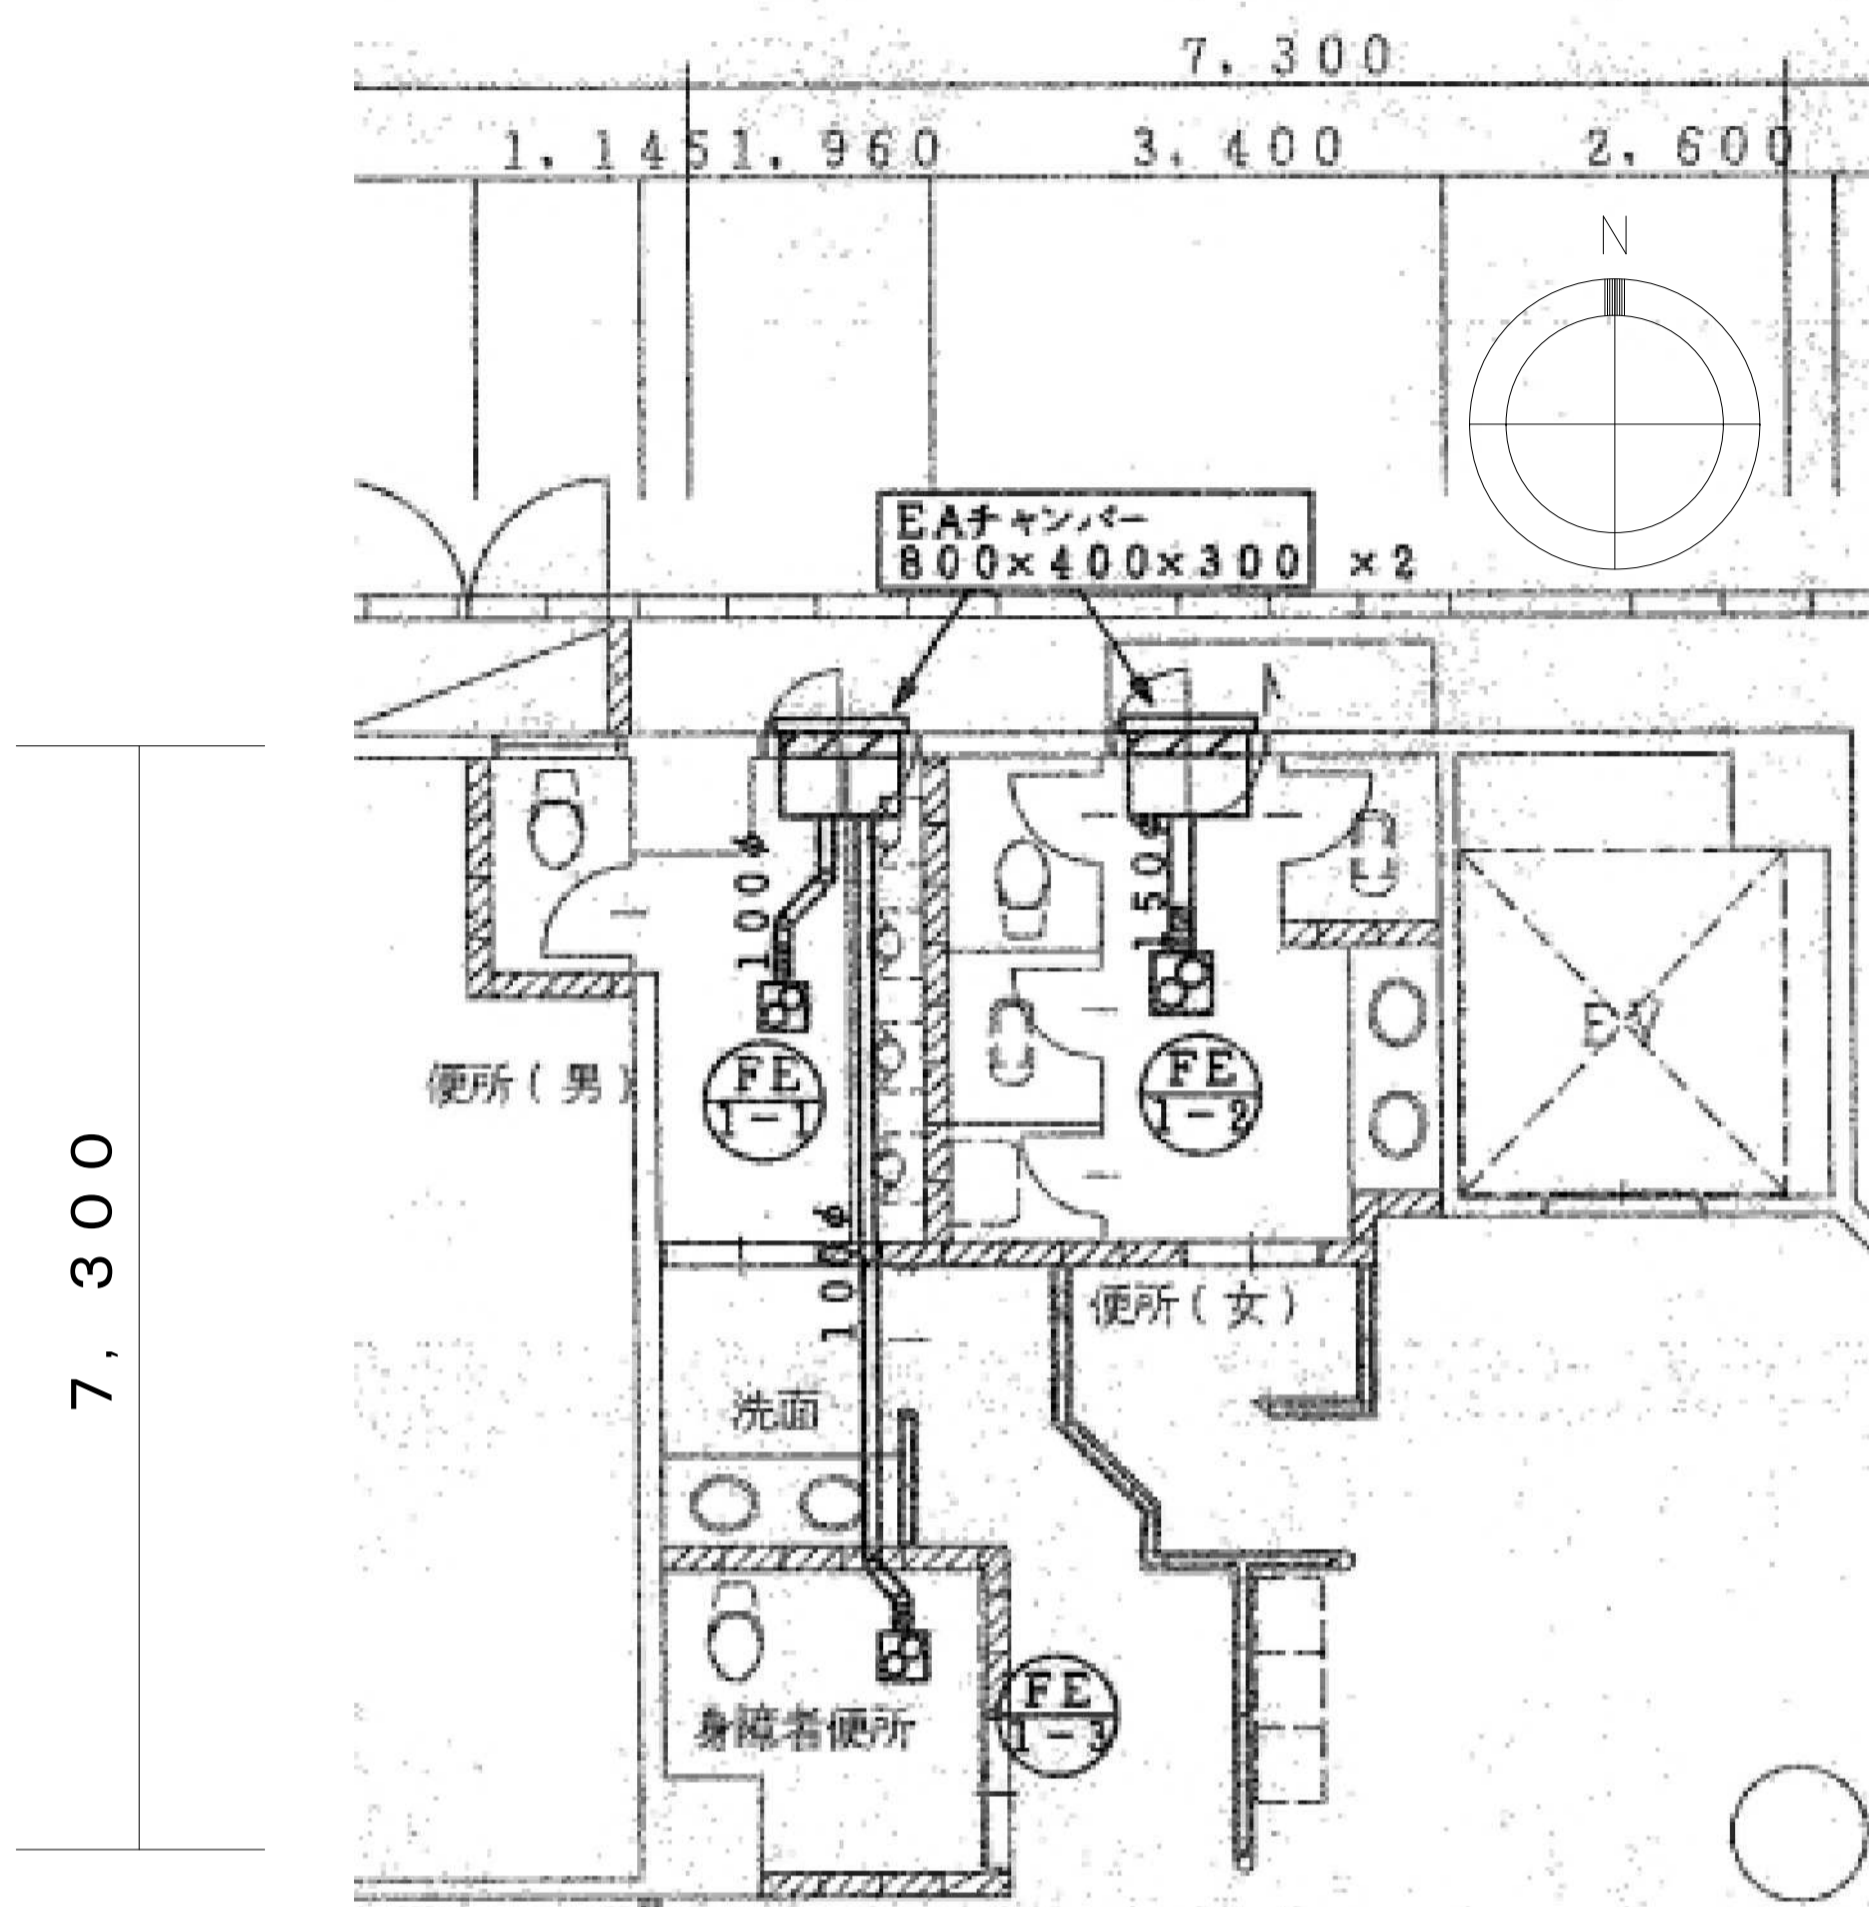 7,300
1,145
1,960
3,400
2,600
N
EAチャンバー
800×400×300 ×2
100φ
150φ
FE
1-1
FE
1-2
EV
便所(男)
7,300
100φ
便所(女)
洗面
身障者便所
FE
1-3